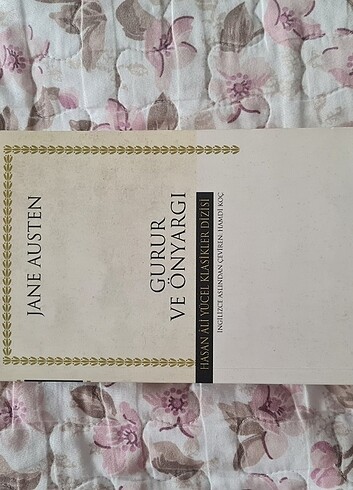 JANE AUSTEN
GURUR
VE ÖNYARGI
HASAN ÂLİ YÜCEL KLASİKLER DİZİSİ
İNGİLİZCE ASLINDAN ÇEVİREN: HAMDİ KOÇ